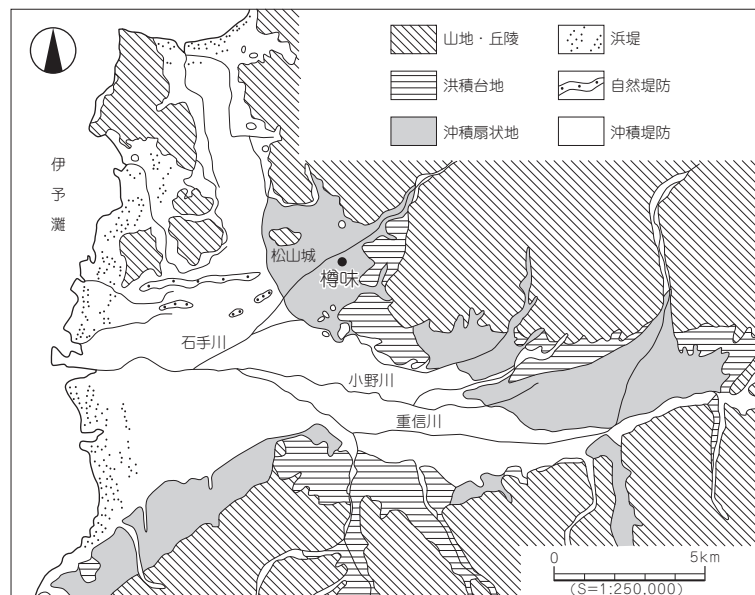 山地・丘陵
浜堤
洪積台地
自然堤防
沖積扇状地
沖積堤防
伊予灘
松山城
樽味
石手川
小野川
重信川
0 5km
(S=1:250,000)